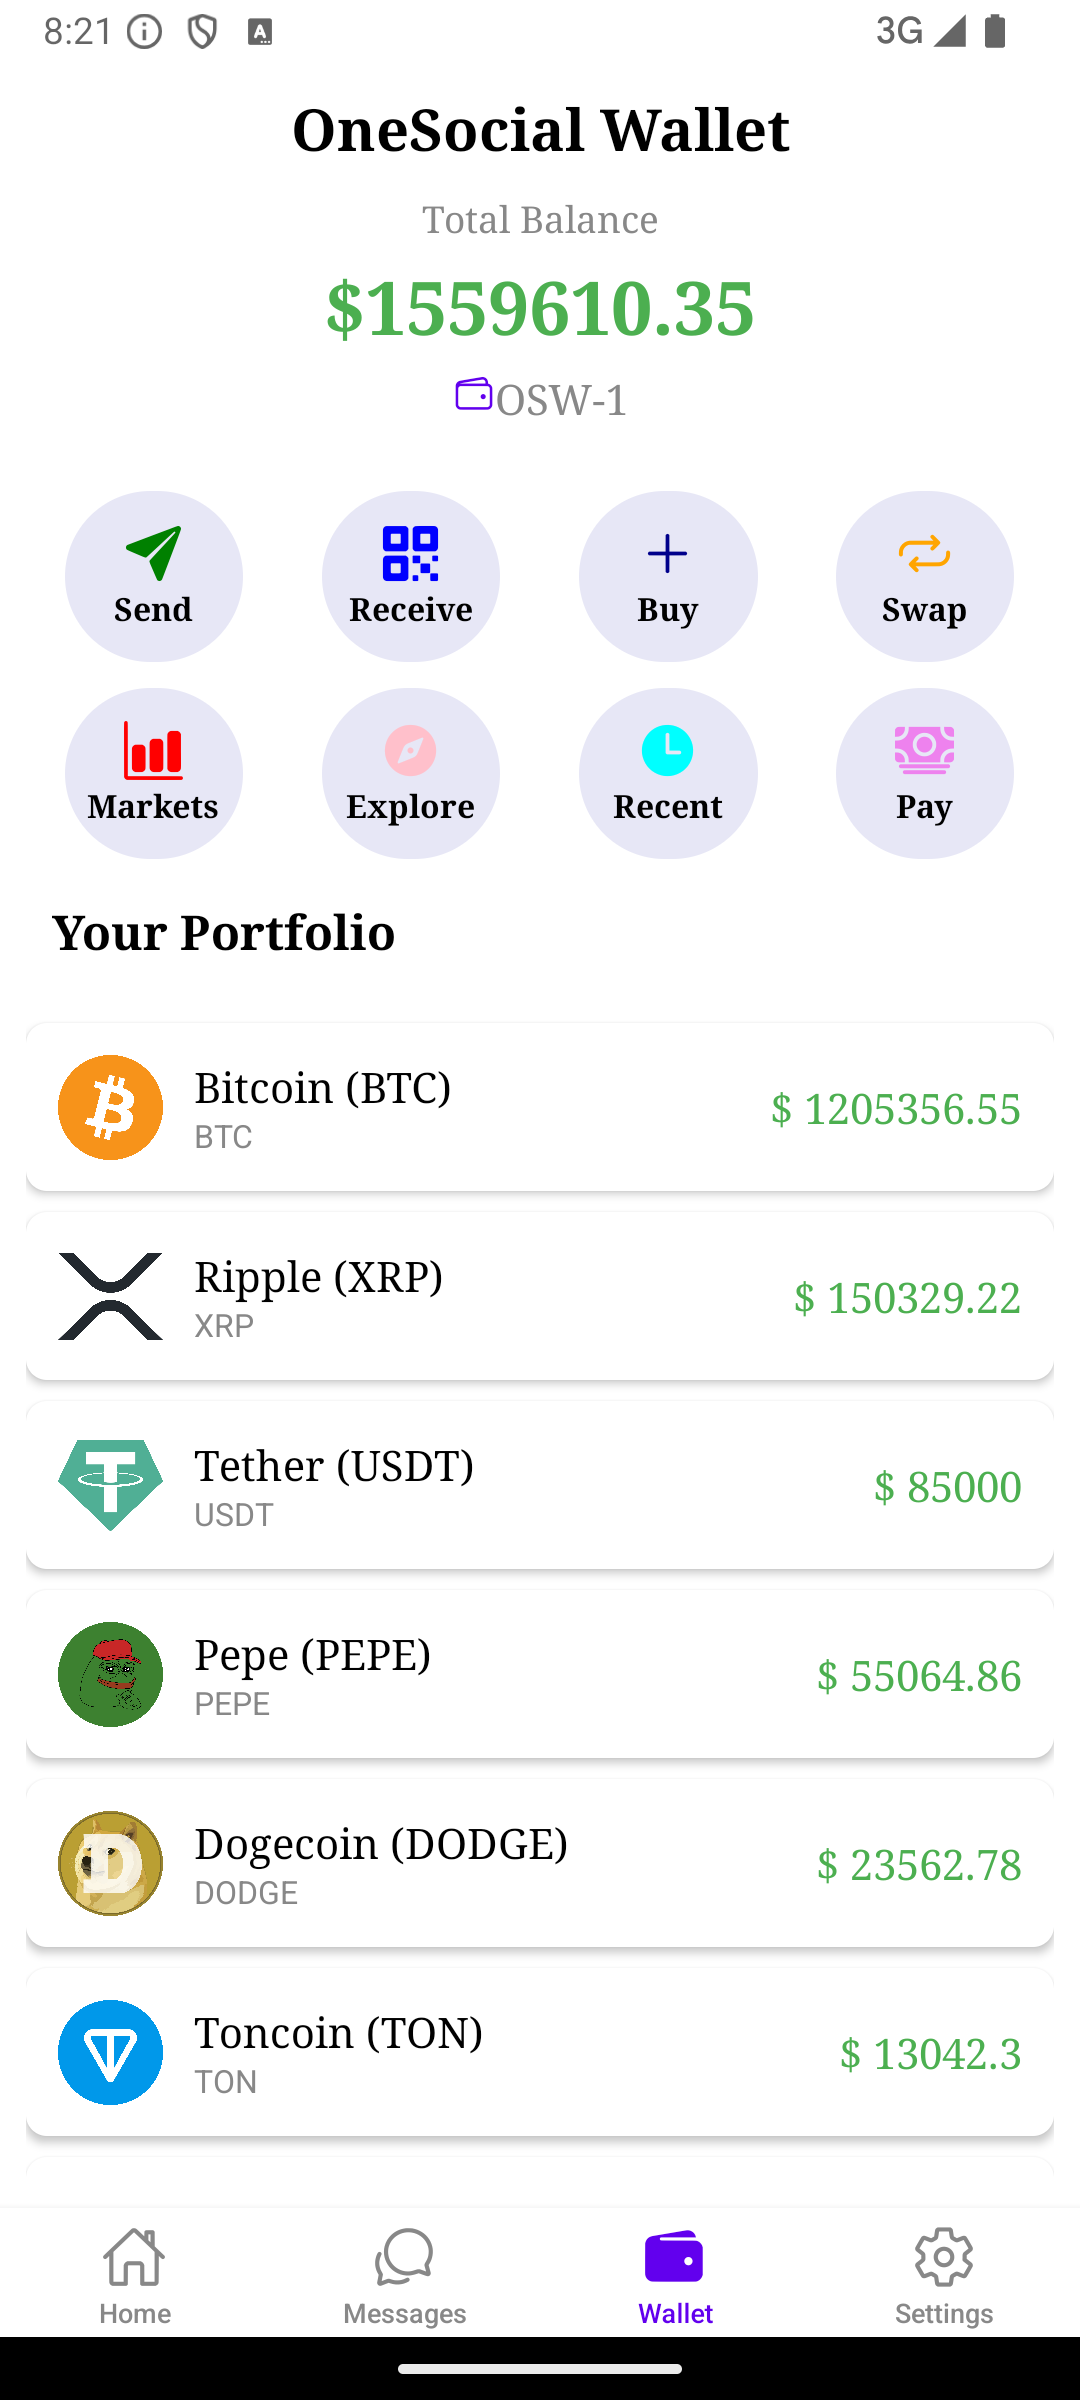 8:21
3G
OneSocial Wallet
Total Balance
$1559610.35
OSW-1
Send
Receive
Buy
Swap
Markets
Explore
Recent
Pay
Your Portfolio
Bitcoin (BTC)
BTC
$ 1205356.55
Ripple (XRP)
XRP
$ 150329.22
Tether (USDT)
USDT
$ 85000
Pepe (PEPE)
PEPE
$ 55064.86
Dogecoin (DODGE)
DODGE
$ 23562.78
Toncoin (TON)
TON
$ 13042.3
Home
Messages
Wallet
Settings